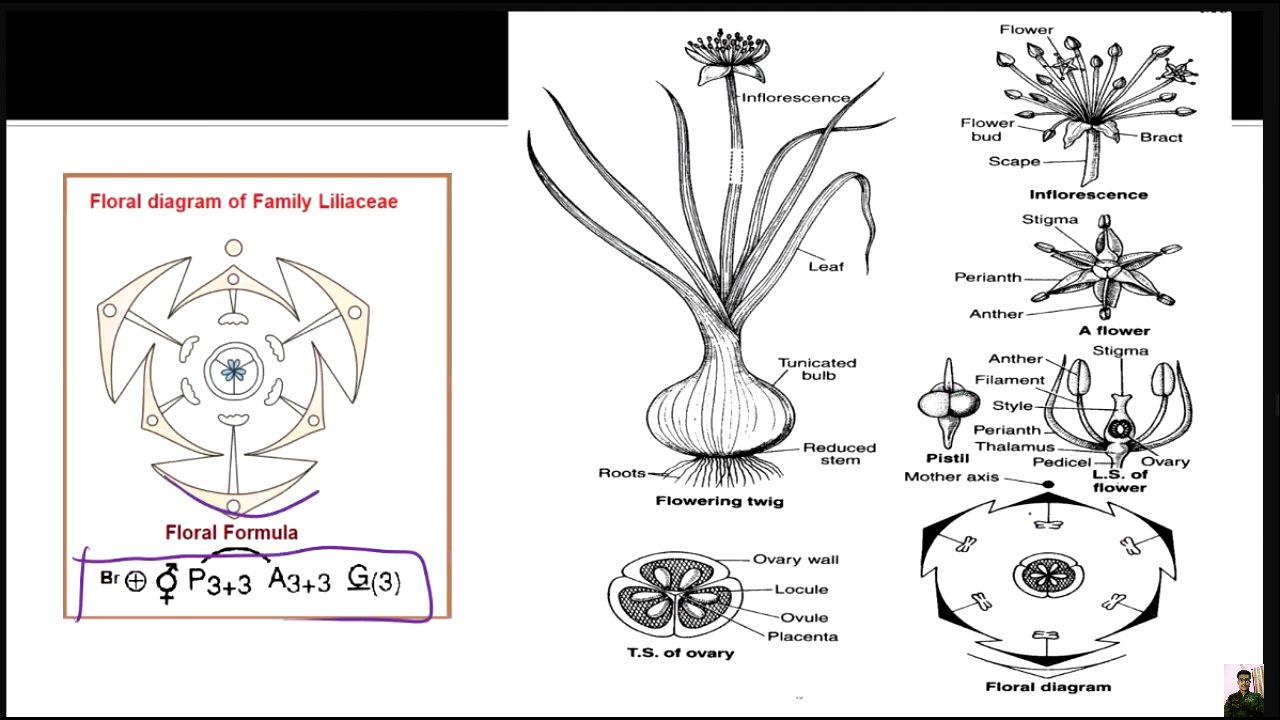 Floral diagram of Family Liliaceae
Floral Formula
Br ⊕ ⚥ P3+3 A3+3 G(3)
Inflorescence
Leaf
Tunicated
bulb
Reduced
stem
Roots
Flowering twig
Ovary wall
Locule
Ovule
Placenta
T.S. of ovary
Flower
Flower
bud
Bract
Scape
Inflorescence
Stigma
Perianth
Anther
A flower
Stigma
Anther
Filament
Style
Perianth
Thalamus
Pedicel
Ovary
Pistil
L.S. of
flower
Mother axis
Floral diagram